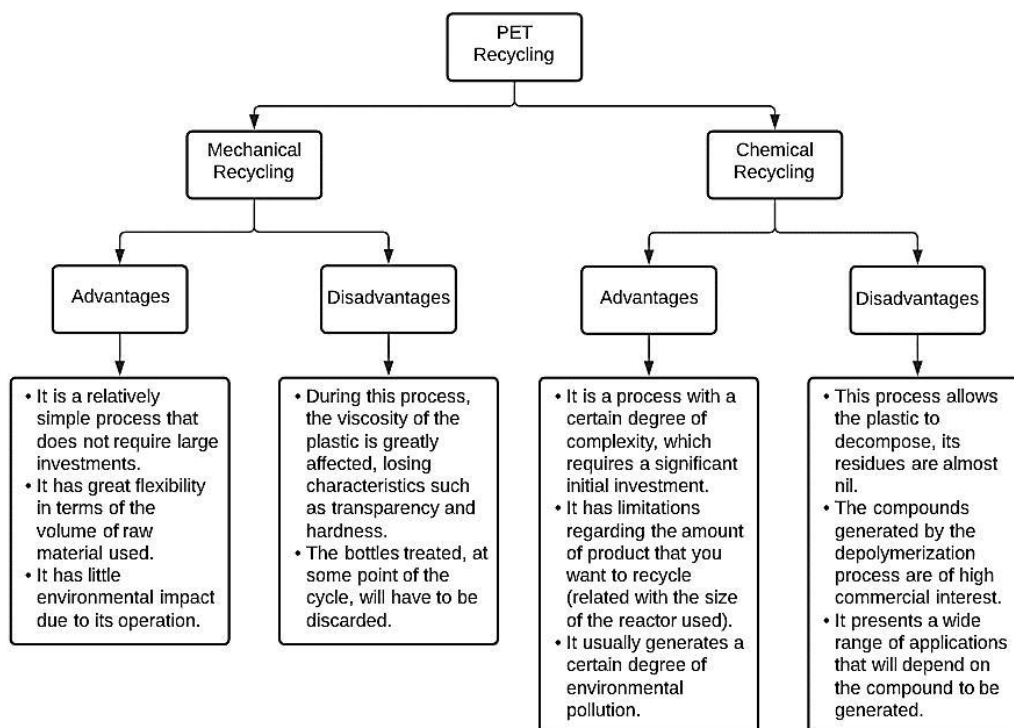 PET
Recycling
Mechanical
Recycling
Chemical
Recycling
Advantages
Disadvantages
Advantages
Disadvantages
• It is a relatively
simple process that
does not require large
investments.
• It has great flexibility
in terms of the
volume of raw
material used.
• It has little
environmental impact
due to its operation.
• During this process,
the viscosity of the
plastic is greatly
affected, losing
characteristics such
as transparency and
hardness.
• The bottles treated, at
some point of the
cycle, will have to be
discarded.
• It is a process with a
certain degree of
complexity, which
requires a significant
initial investment.
• It has limitations
regarding the amount
of product that you
want to recycle
(related with the size
of the reactor used).
• It usually generates a
certain degree of
environmental
pollution.
• This process allows
the plastic to
decompose, its
residues are almost
nil.
• The compounds
generated by the
depolymerization
process are of high
commercial interest.
• It presents a wide
range of applications
that will depend on
the compound to be
generated.